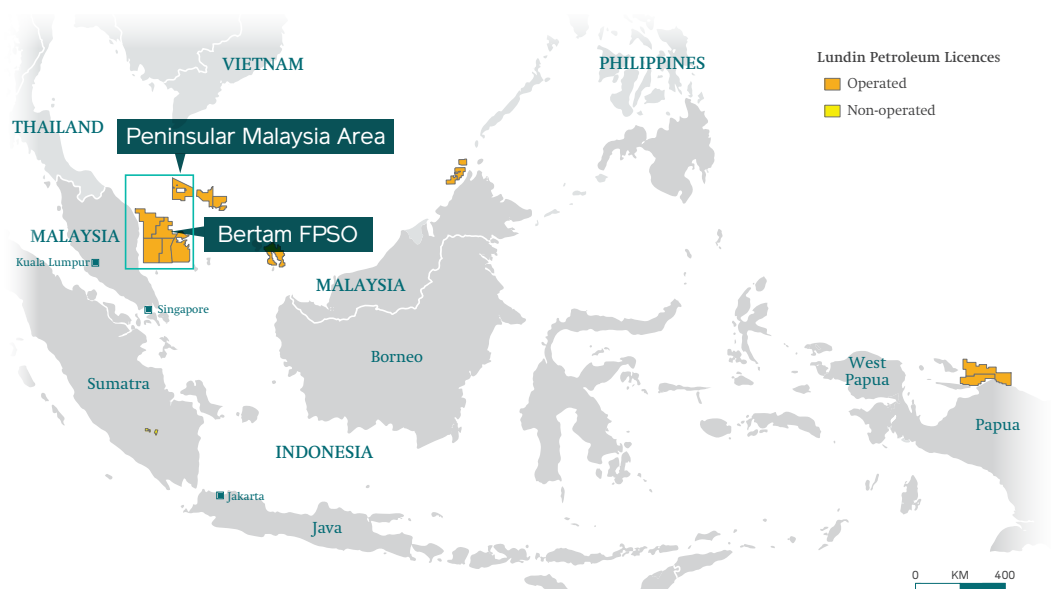 VIETNAM
PHILIPPINES
Lundin Petroleum Licences
Operated
Non-operated
THAILAND
Peninsular Malaysia Area
MALAYSIA
Bertam FPSO
Kuala Lumpur
MALAYSIA
Singapore
Borneo
West
Papua
Sumatra
Papua
INDONESIA
Jakarta
Java
0 KM 400